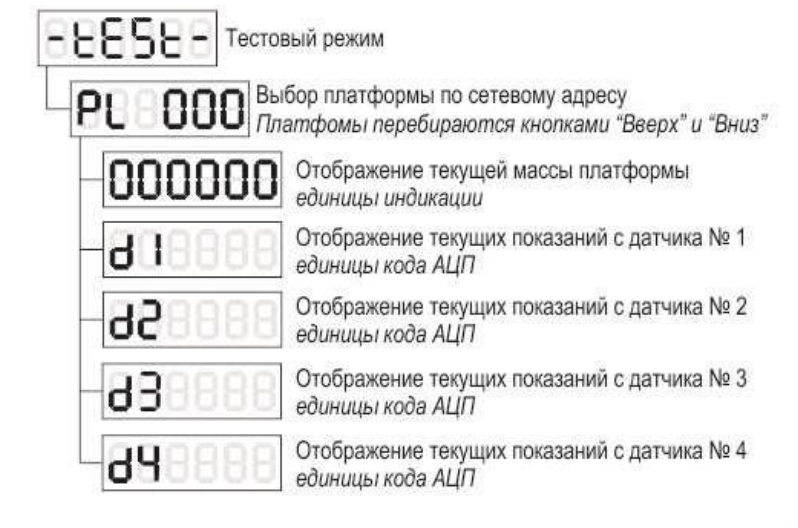 -tESt- Тестовый режим
PL 000 Выбор платформы по сетевому адресу
Платфомы перебираются кнопками “Вверх” и “Вниз”
000000 Отображение текущей массы платформы
единицы индикации
d1 Отображение текущих показаний с датчика № 1
единицы кода АЦП
d2 Отображение текущих показаний с датчика № 2
единицы кода АЦП
d3 Отображение текущих показаний с датчика № 3
единицы кода АЦП
d4 Отображение текущих показаний с датчика № 4
единицы кода АЦП